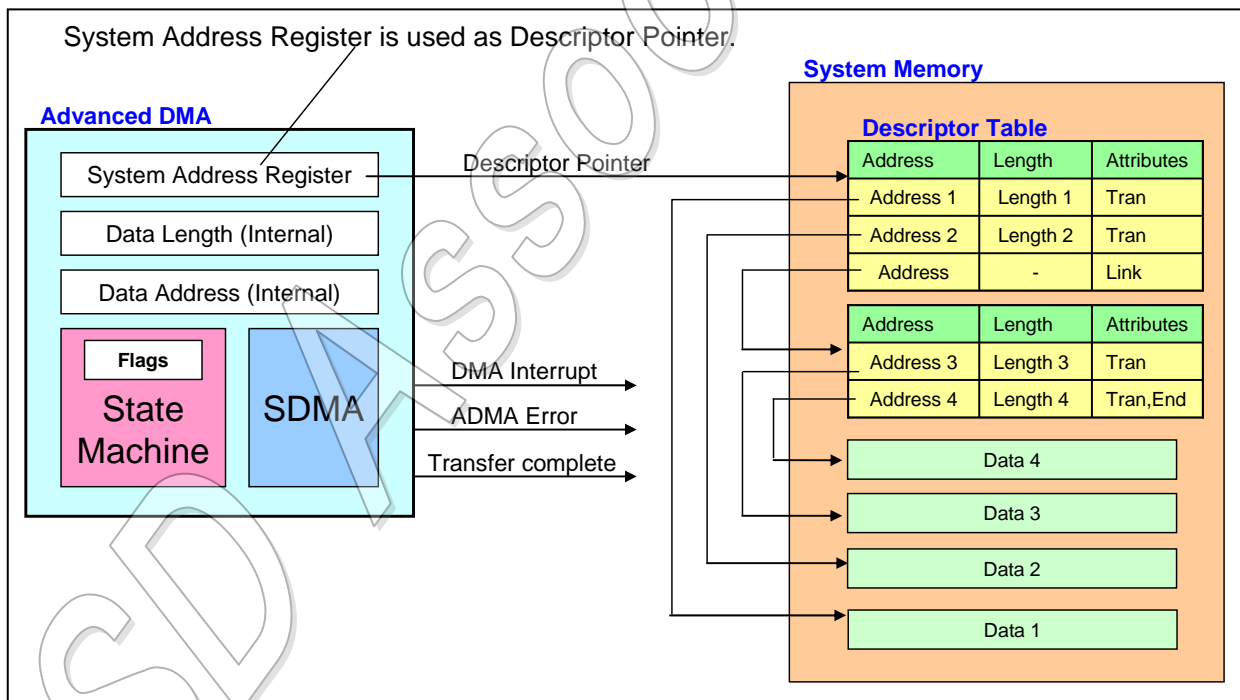 System Address Register is used as Descriptor Pointer.
System Memory
Advanced DMA
Descriptor Table
System Address Register
Descriptor Pointer
Address Length Attributes
Address 1 Length 1 Tran
Data Length (Internal)
Address 2 Length 2 Tran
Data Address (Internal)
Address - Link
Address Length Attributes
Flags
State
Machine
SDMA
DMA Interrupt
Address 3 Length 3 Tran
ADMA Error
Address 4 Length 4 Tran,End
Transfer complete
Data 4
Data 3
Data 2
Data 1